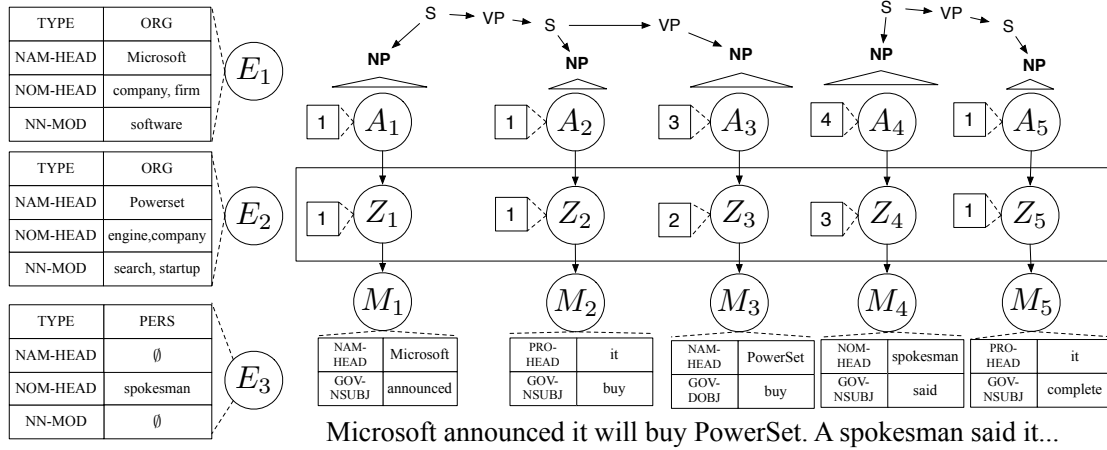 TYPE ORG
NAM-HEAD Microsoft
NOM-HEAD company, firm
NN-MOD software
E1
TYPE ORG
NAM-HEAD Powerset
NOM-HEAD engine,company
NN-MOD search, startup
E2
TYPE PERS
NAM-HEAD ∅
NOM-HEAD spokesman
NN-MOD ∅
E3
S VP S VP S VP S
NP NP NP NP NP
1 A1 1 A2 3 A3 4 A4 1 A5
1 Z1 1 Z2 2 Z3 3 Z4 1 Z5
M1 M2 M3 M4 M5
NAM-HEAD Microsoft
GOV-NSUBJ announced
PRO-HEAD it
GOV-NSUBJ buy
NAM-HEAD PowerSet
GOV-DOBJ buy
NOM-HEAD spokesman
GOV-NSUBJ said
PRO-HEAD it
GOV-NSUBJ complete
Microsoft announced it will buy PowerSet. A spokesman said it...